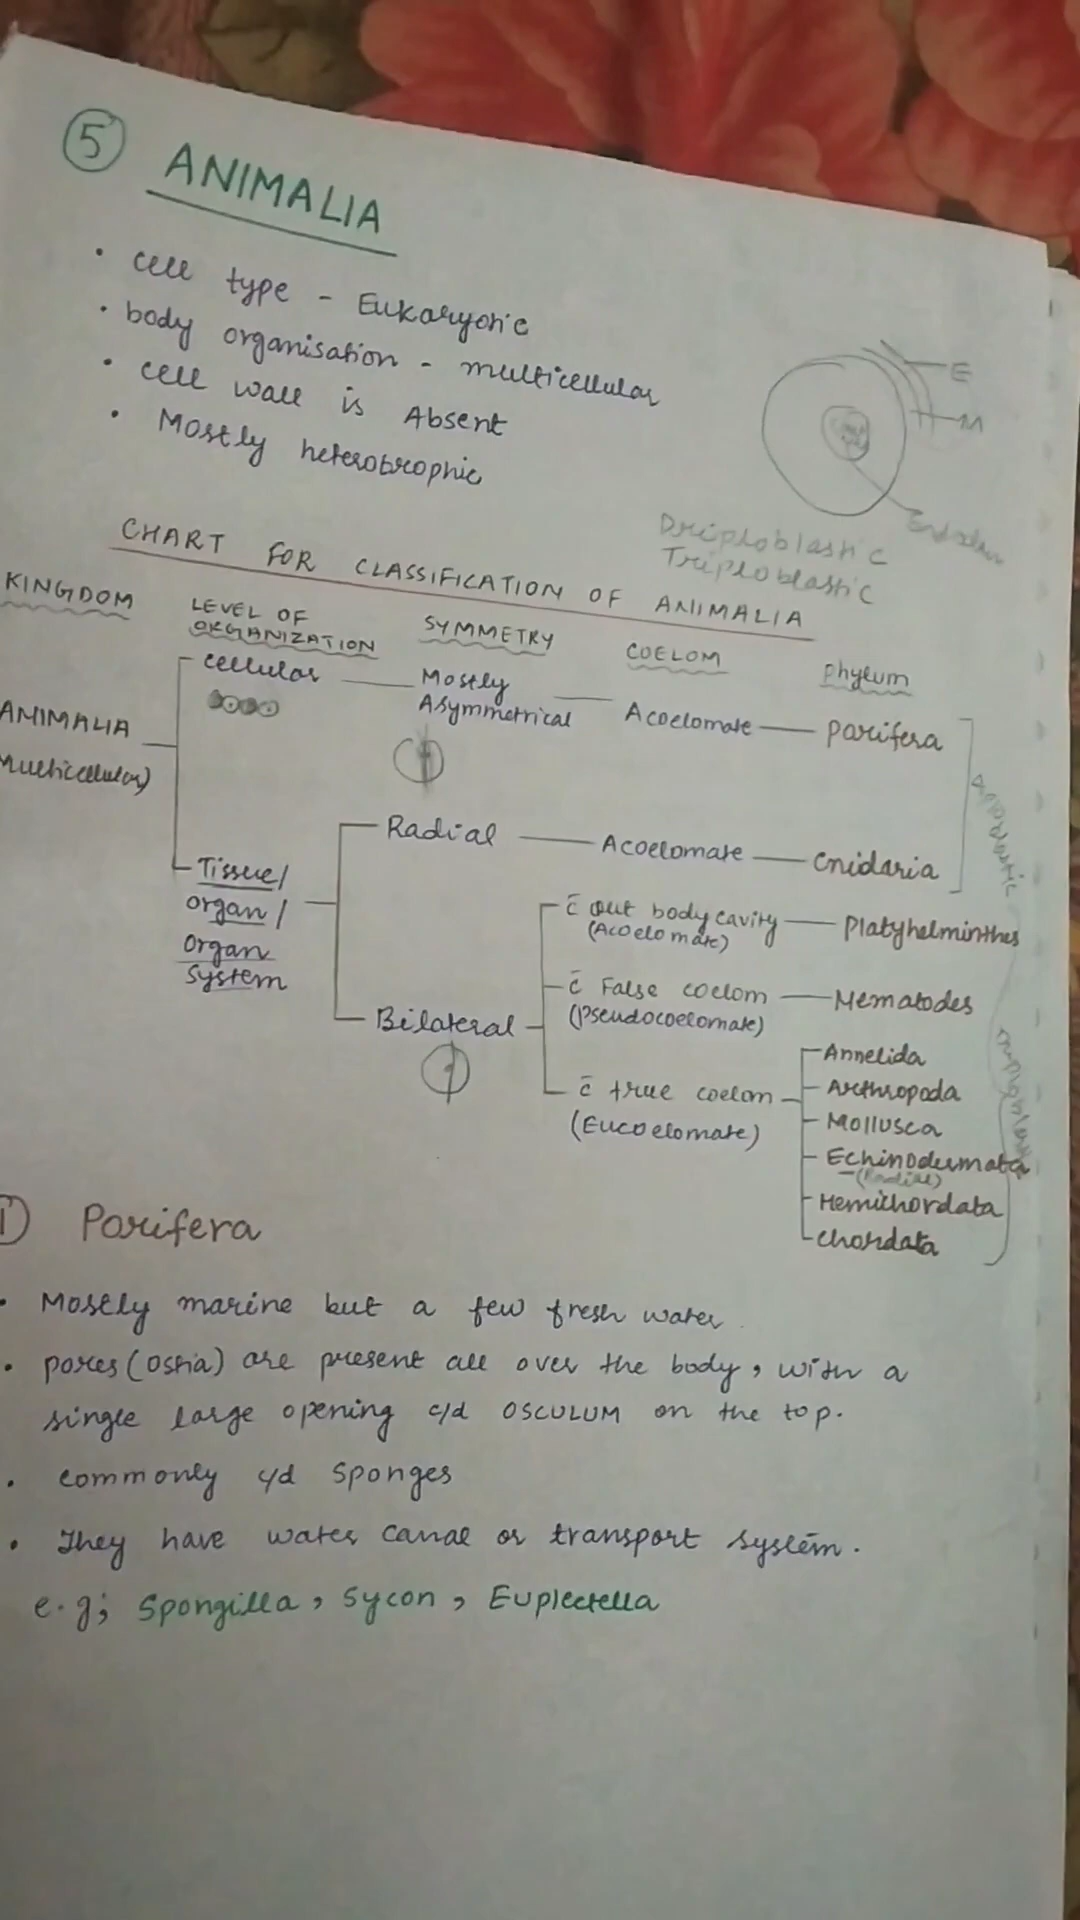 5
ANIMALIA
• cell type - Eukaryotic
• body organisation - multicellular
• cell wall is Absent
• Mostly heterotrophic
E
M
Driploblastic
Triploblastic
CHART FOR CLASSIFICATION OF ANIMALIA
KINGDOM
LEVEL OF
ORGANIZATION
SYMMETRY
COELOM
phylum
cellular
Mostly
Asymmetrical
Acoelomate
porifera
ANIMALIA
Multicellular)
Radial
Acoelomate
Cnidaria
Tissue/
organ/
organ
system
c̄ out body cavity
(Acoelomate)
Platyhelminthes
c̄ False coelom
(pseudocoelomate)
Nematodes
Bilateral
c̄ true coelom
(Eucoelomate)
Annelida
Arthropoda
Mollusca
Echinodermata
(Radial)
Hemichordata
chordata
1) Porifera
• Mostly marine but a few fresh water.
• pores (ostia) are present all over the body, with a
single large opening c/d OSCULUM on the top.
• commonly c/d sponges
• They have water canal or transport system.
e.g; Spongilla, Sycon, Euplectella